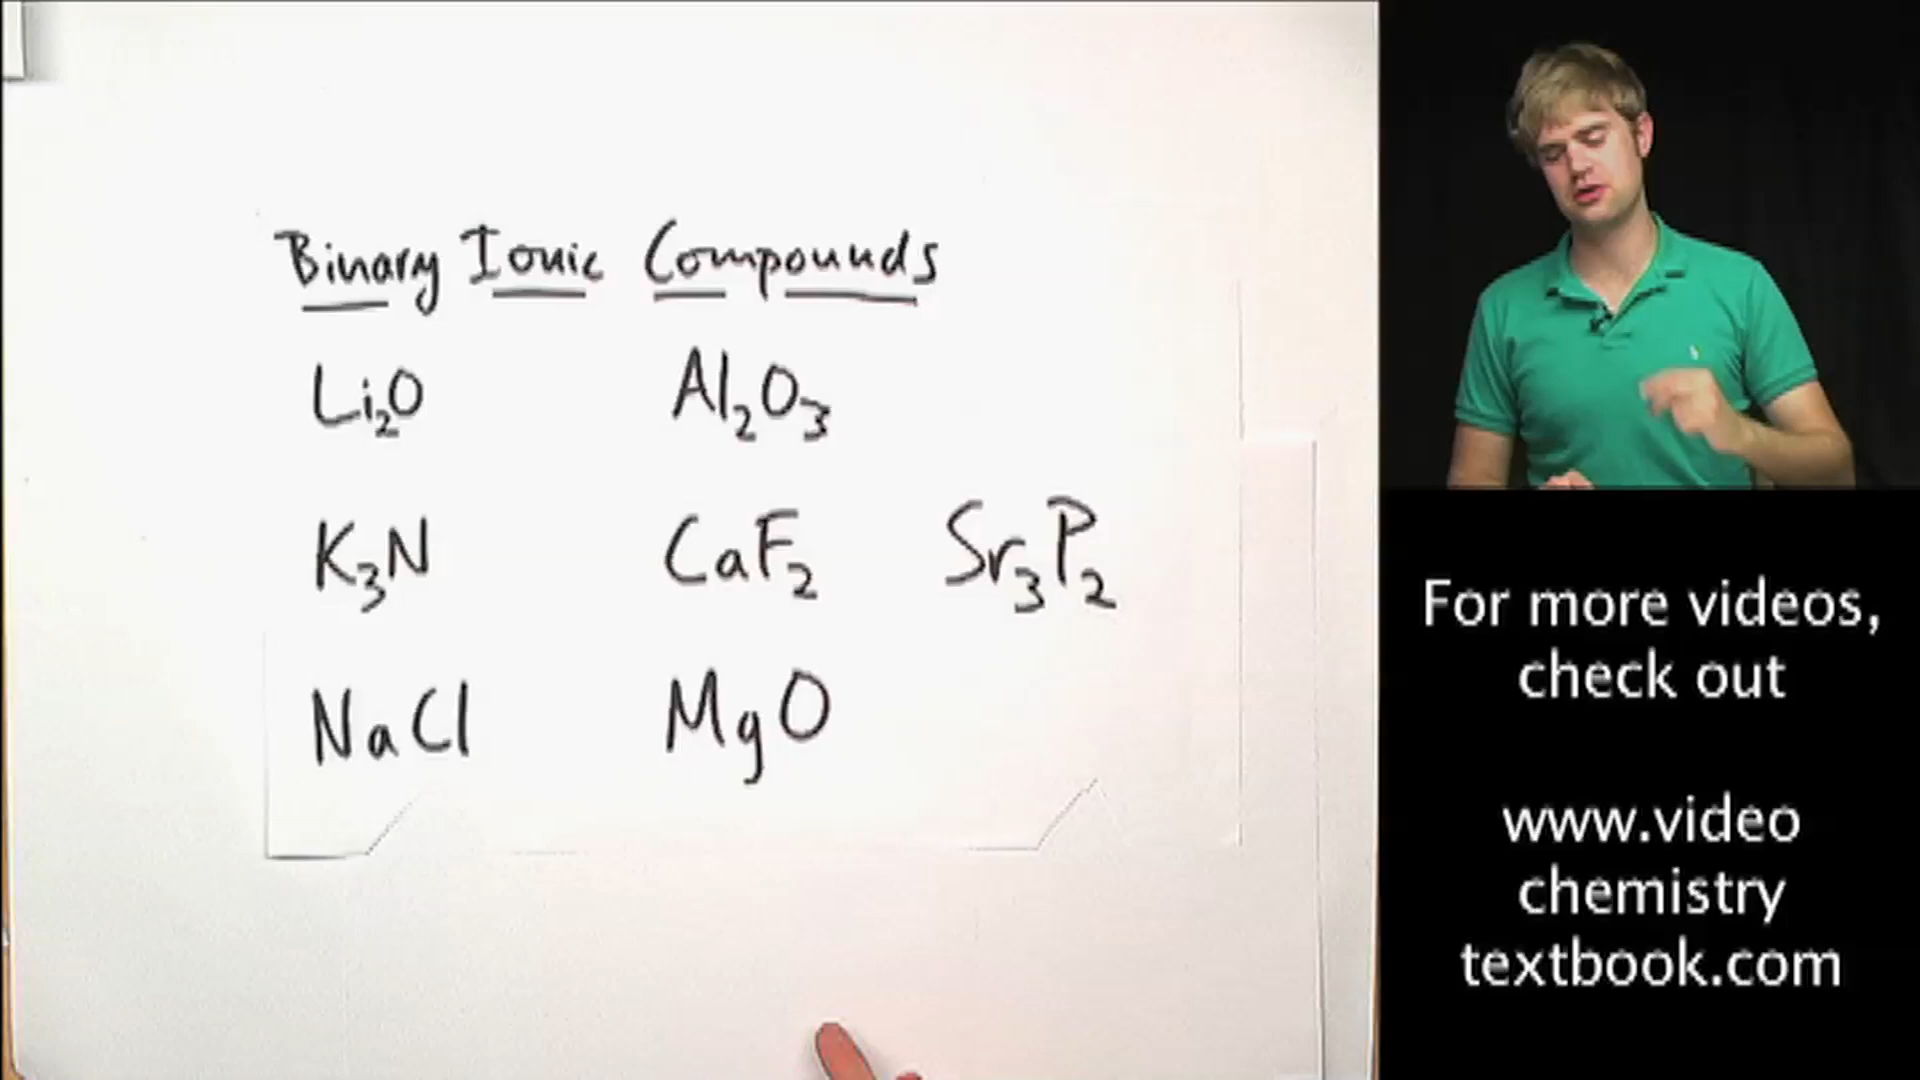 Binary Ionic Compounds
Li₂O Al₂O₃
K₃N CaF₂ Sr₃P₂
NaCl MgO
For more videos,
check out
www.video
chemistry
textbook.com